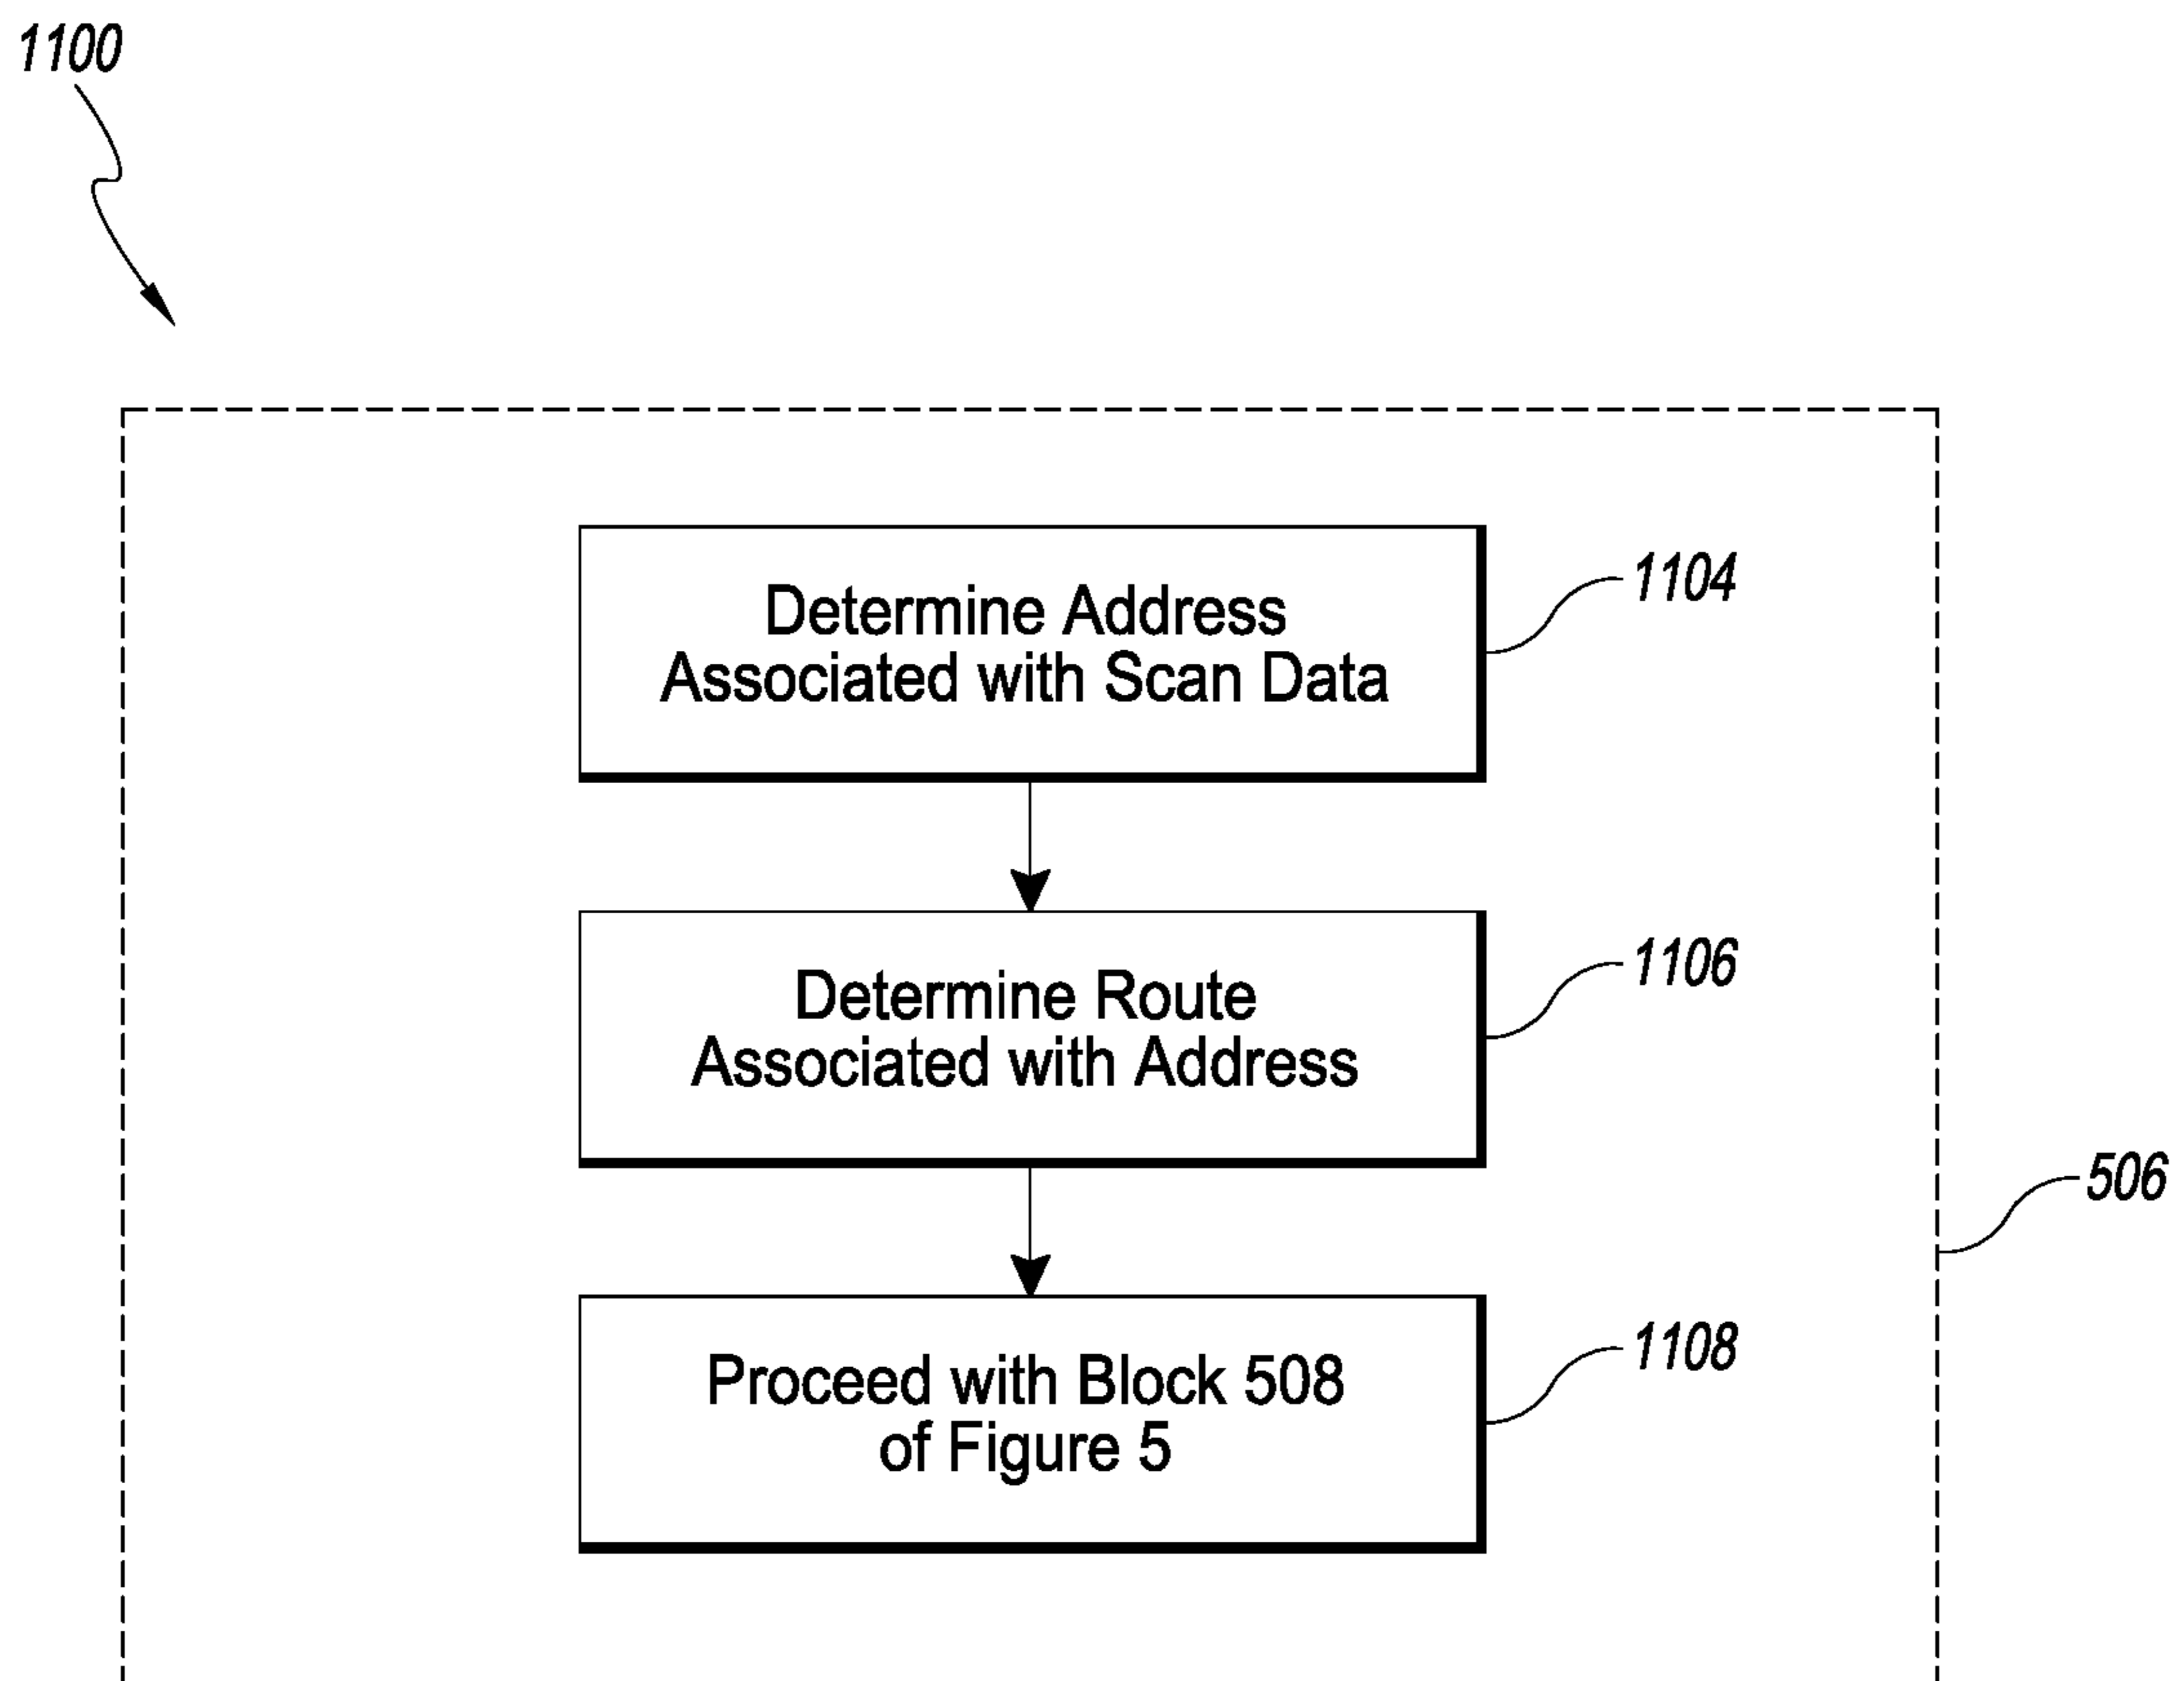 1100
Determine Address
Associated with Scan Data
1104
Determine Route
Associated with Address
1106
506
Proceed with Block 508
of Figure 5
1108